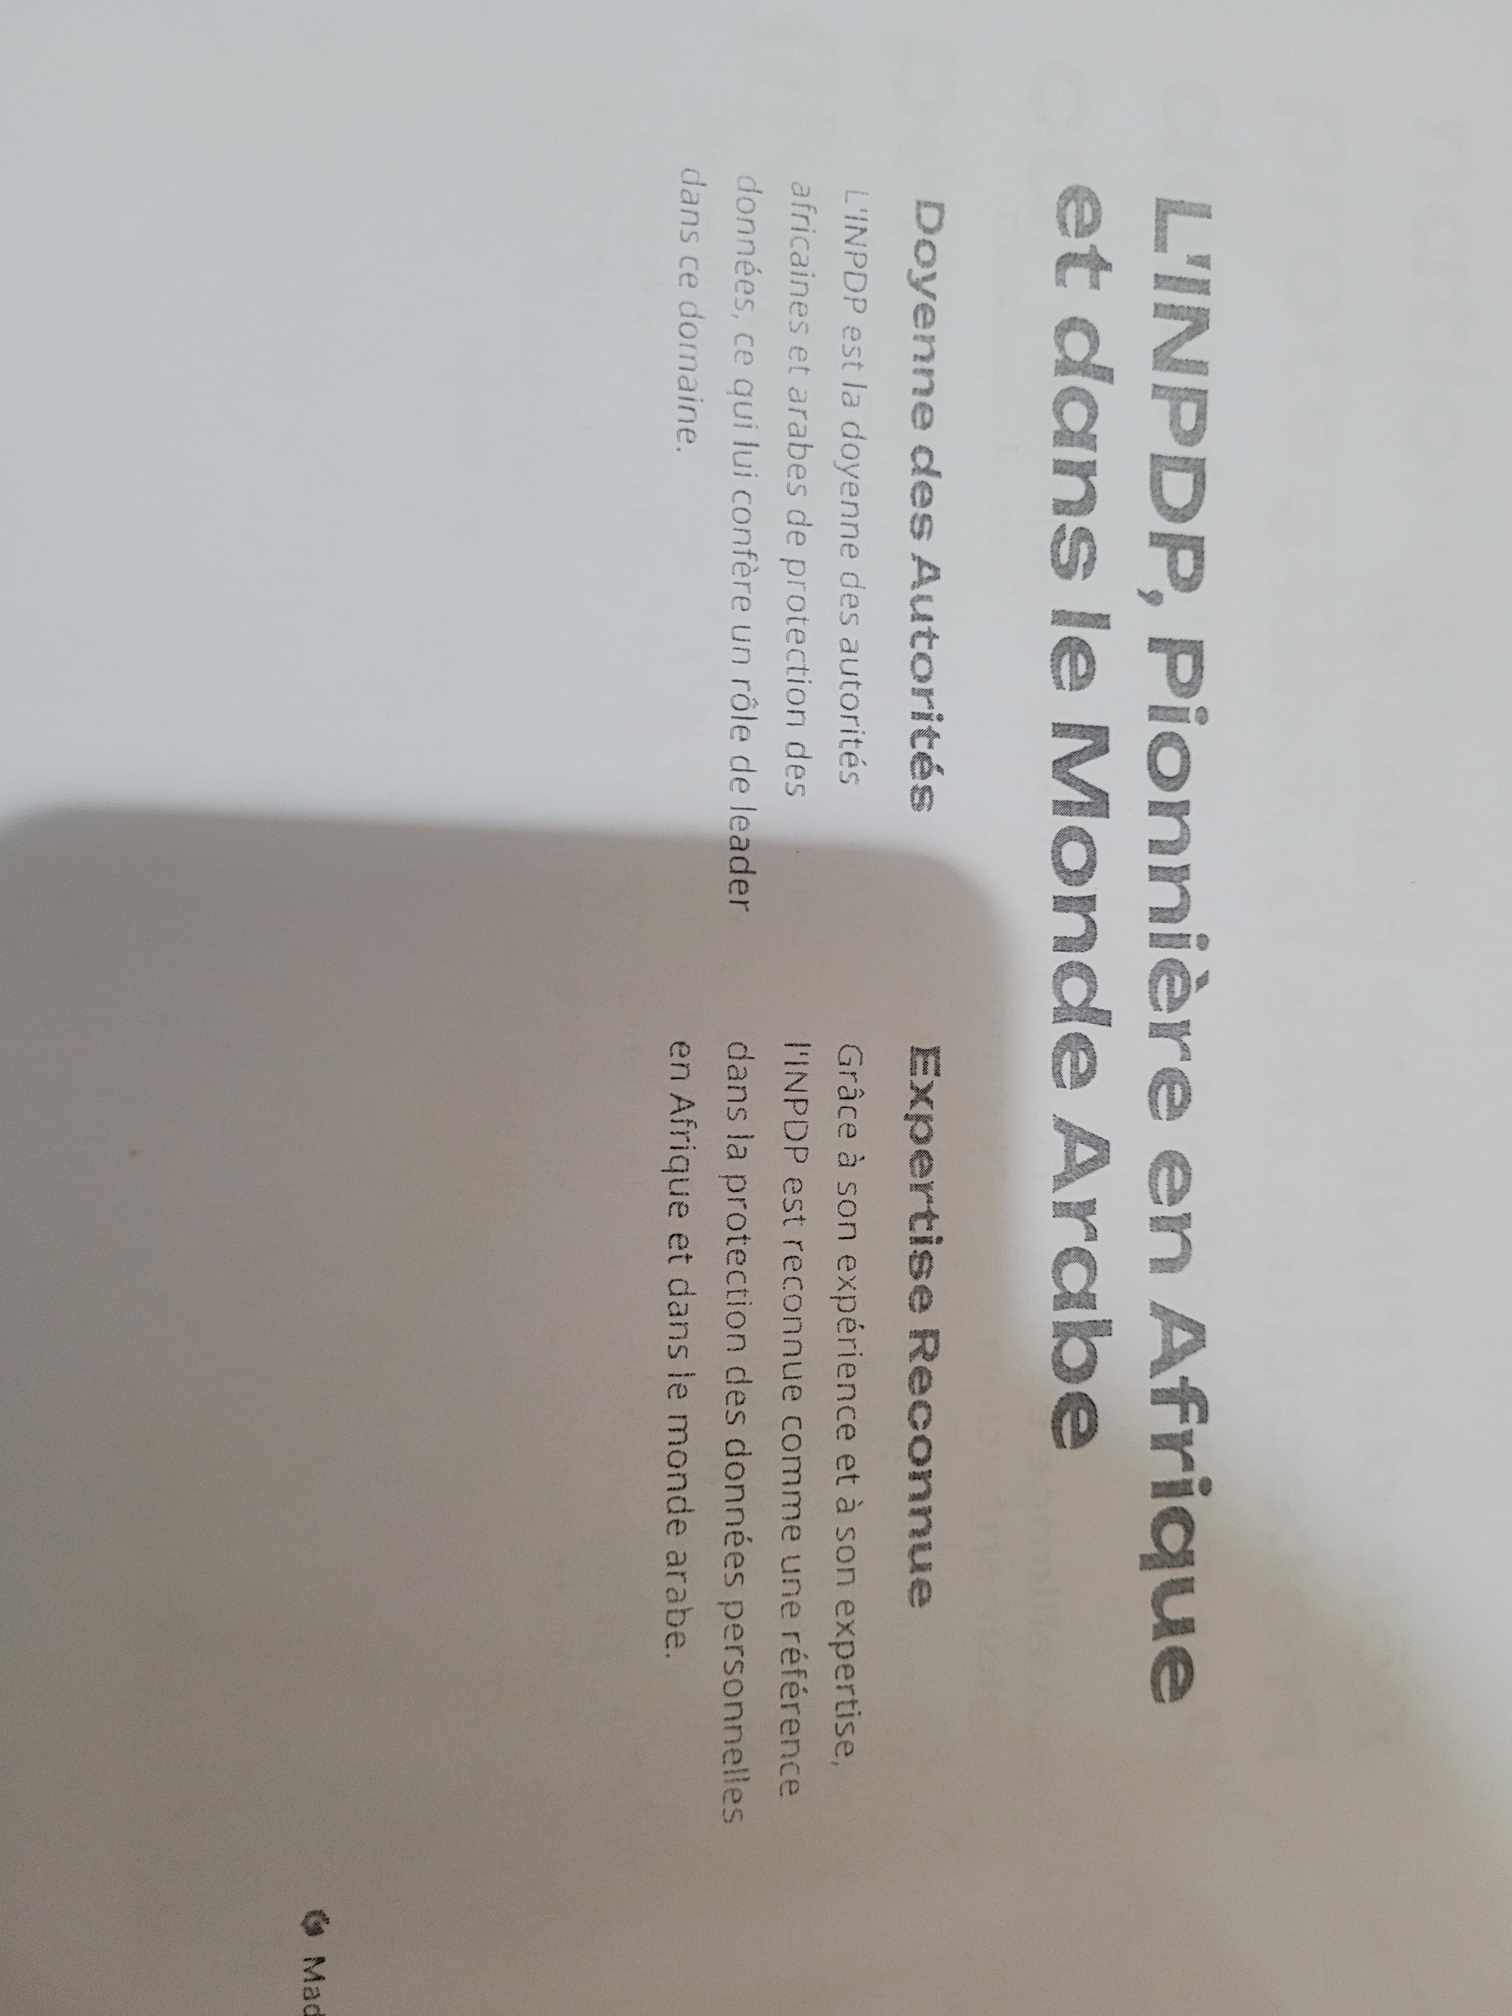 L'INPDP, Pionnière en Afrique
et dans le Monde Arabe
Doyenne des Autorités
L'INPDP est la doyenne des autorités
africaines et arabes de protection des
données, ce qui lui confère un rôle de leader
dans ce domaine.
Expertise Reconnue
Grâce à son expérience et à son expertise,
l'INPDP est reconnue comme une référence
dans la protection des données personnelles
en Afrique et dans le monde arabe.
Mad